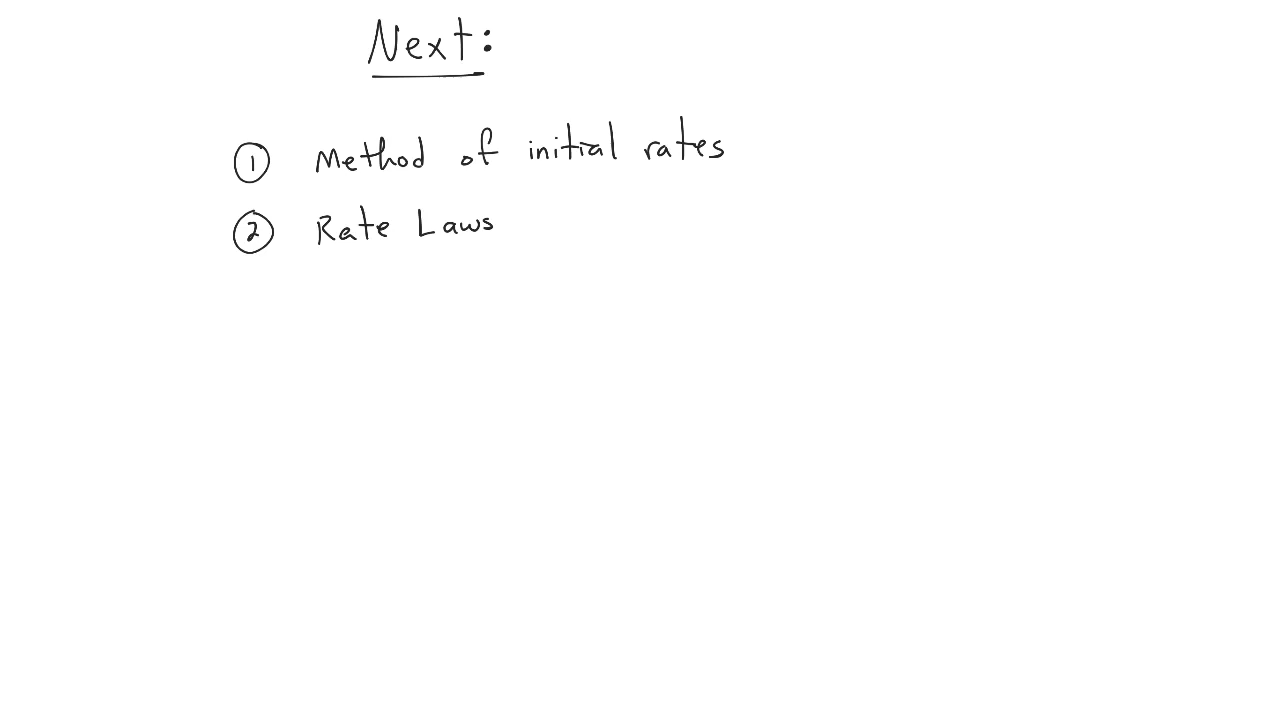 Next:
① Method of initial rates
② Rate Laws